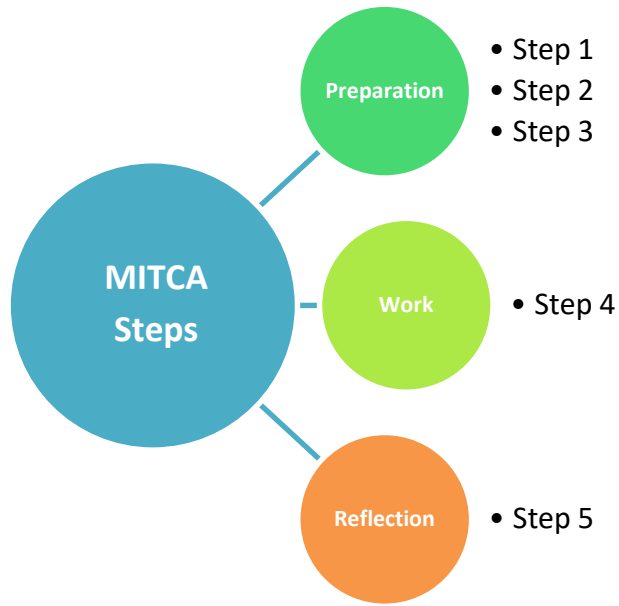 MITCA
Steps
Preparation
• Step 1
• Step 2
• Step 3
Work
• Step 4
Reflection
• Step 5